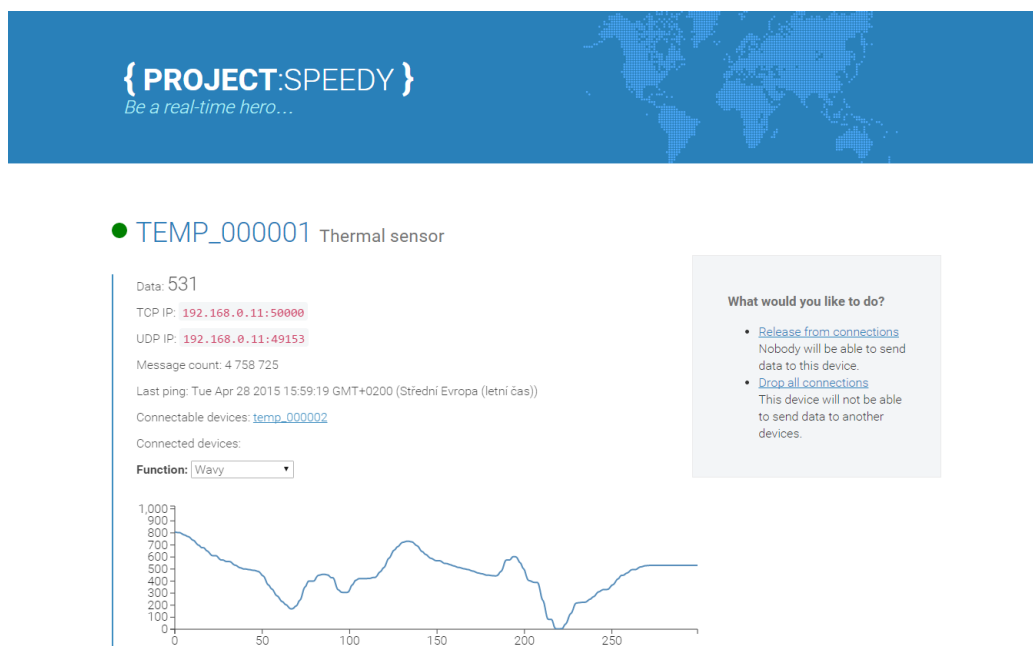 { PROJECT:SPEEDY }
Be a real-time hero...
TEMP_000001 Thermal sensor
Data: 531
TCP IP: 192.168.0.11:50000
UDP IP: 192.168.0.11:49153
Message count: 4 758 725
Last ping: Tue Apr 28 2015 15:59:19 GMT+0200 (Střední Evropa (letní čas))
Connectable devices: temp_000002
Connected devices:
Function: Wavy
What would you like to do?
Release from connections
Nobody will be able to send
data to this device.
Drop all connections
This device will not be able
to send data to another
devices.
1,000
900
800
700
600
500
400
300
200
100
0
0 50 100 150 200 250